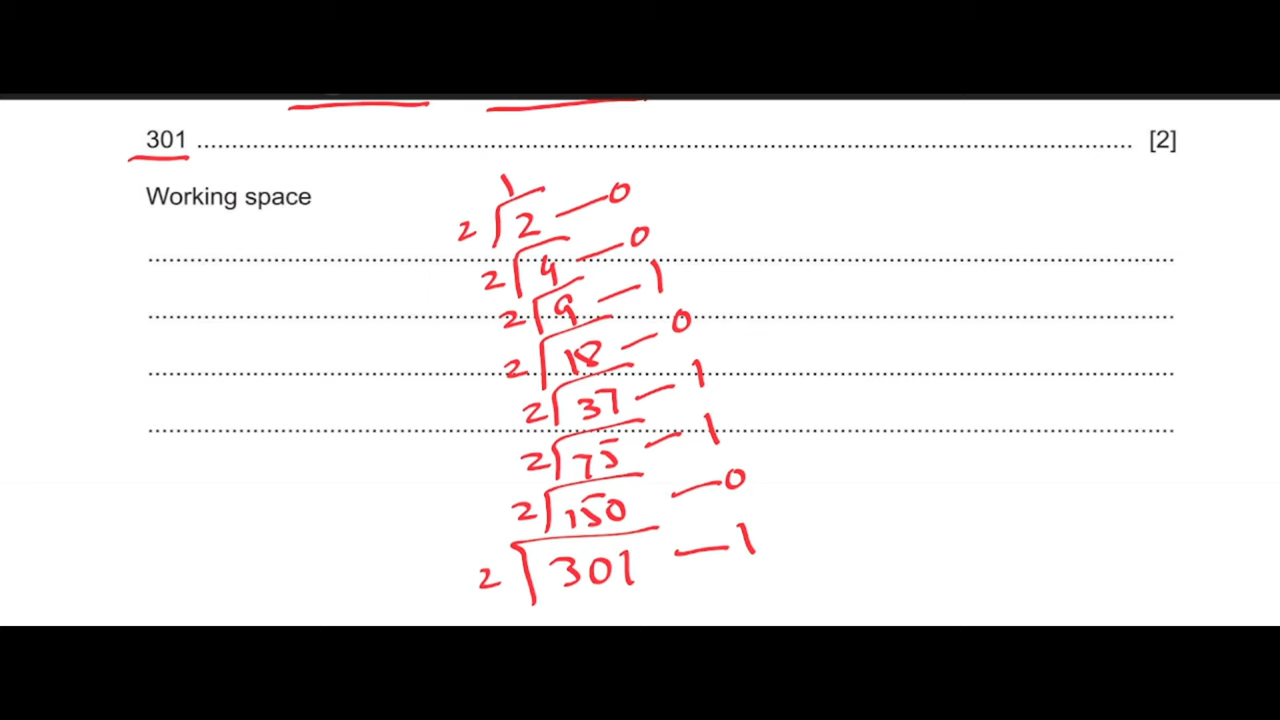 301 ........................................................................................................................................ [2]
Working space
1
2 2 — 0
2 4 — 0
2 9 — 1
2 18 — 0
2 37 — 1
2 75 — 1
2 150 — 0
2 301 — 1